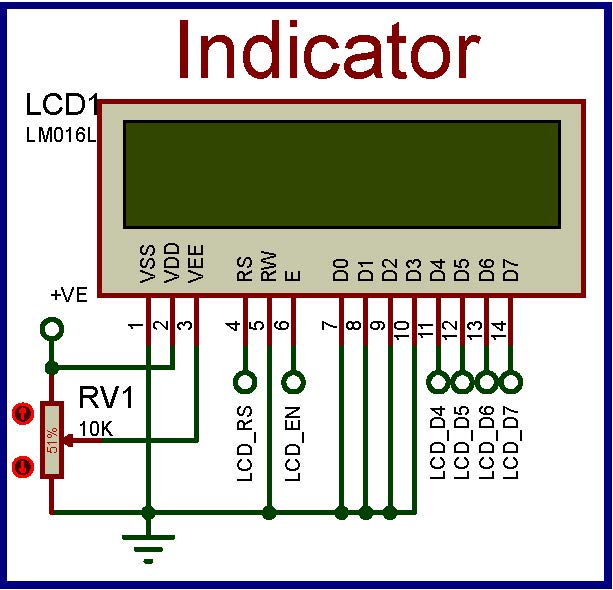 Indicator
LCD1
LM016L
VSS
VDD
VEE
RS
RW
E
D0
D1
D2
D3
D4
D5
D6
D7
+VE
1
2
3
4
5
6
7
8
9
10
11
12
13
14
RV1
10K
51%
LCD_RS
LCD_EN
LCD_D4
LCD_D5
LCD_D6
LCD_D7